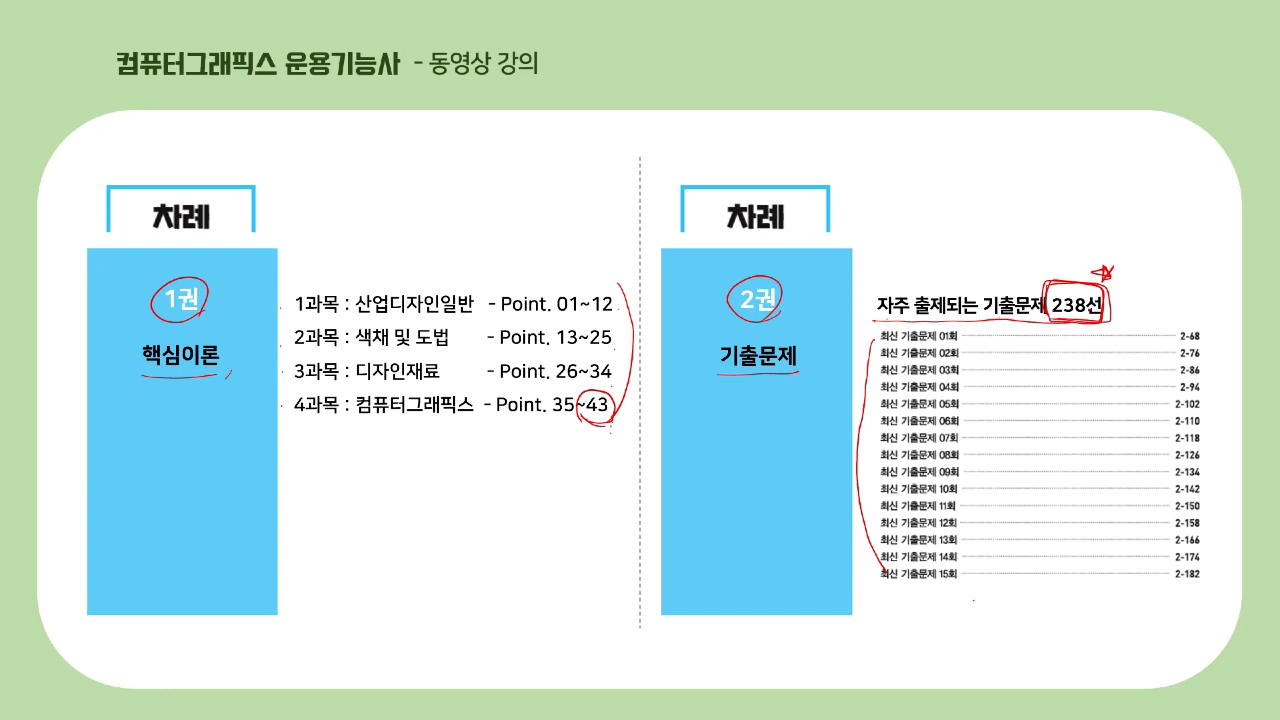 컴퓨터그래픽스 운용기능사 - 동영상 강의
차례
1권
핵심이론
1과목 : 산업디자인일반 - Point. 01~12
2과목 : 색채 및 도법 - Point. 13~25
3과목 : 디자인재료 - Point. 26~34
4과목 : 컴퓨터그래픽스 - Point. 35~43
차례
2권
기출문제
자주 출제되는 기출문제 238선
최신 기출문제 01회 2-68
최신 기출문제 02회 2-76
최신 기출문제 03회 2-86
최신 기출문제 04회 2-94
최신 기출문제 05회 2-102
최신 기출문제 06회 2-110
최신 기출문제 07회 2-118
최신 기출문제 08회 2-126
최신 기출문제 09회 2-134
최신 기출문제 10회 2-142
최신 기출문제 11회 2-150
최신 기출문제 12회 2-158
최신 기출문제 13회 2-166
최신 기출문제 14회 2-174
최신 기출문제 15회 2-182